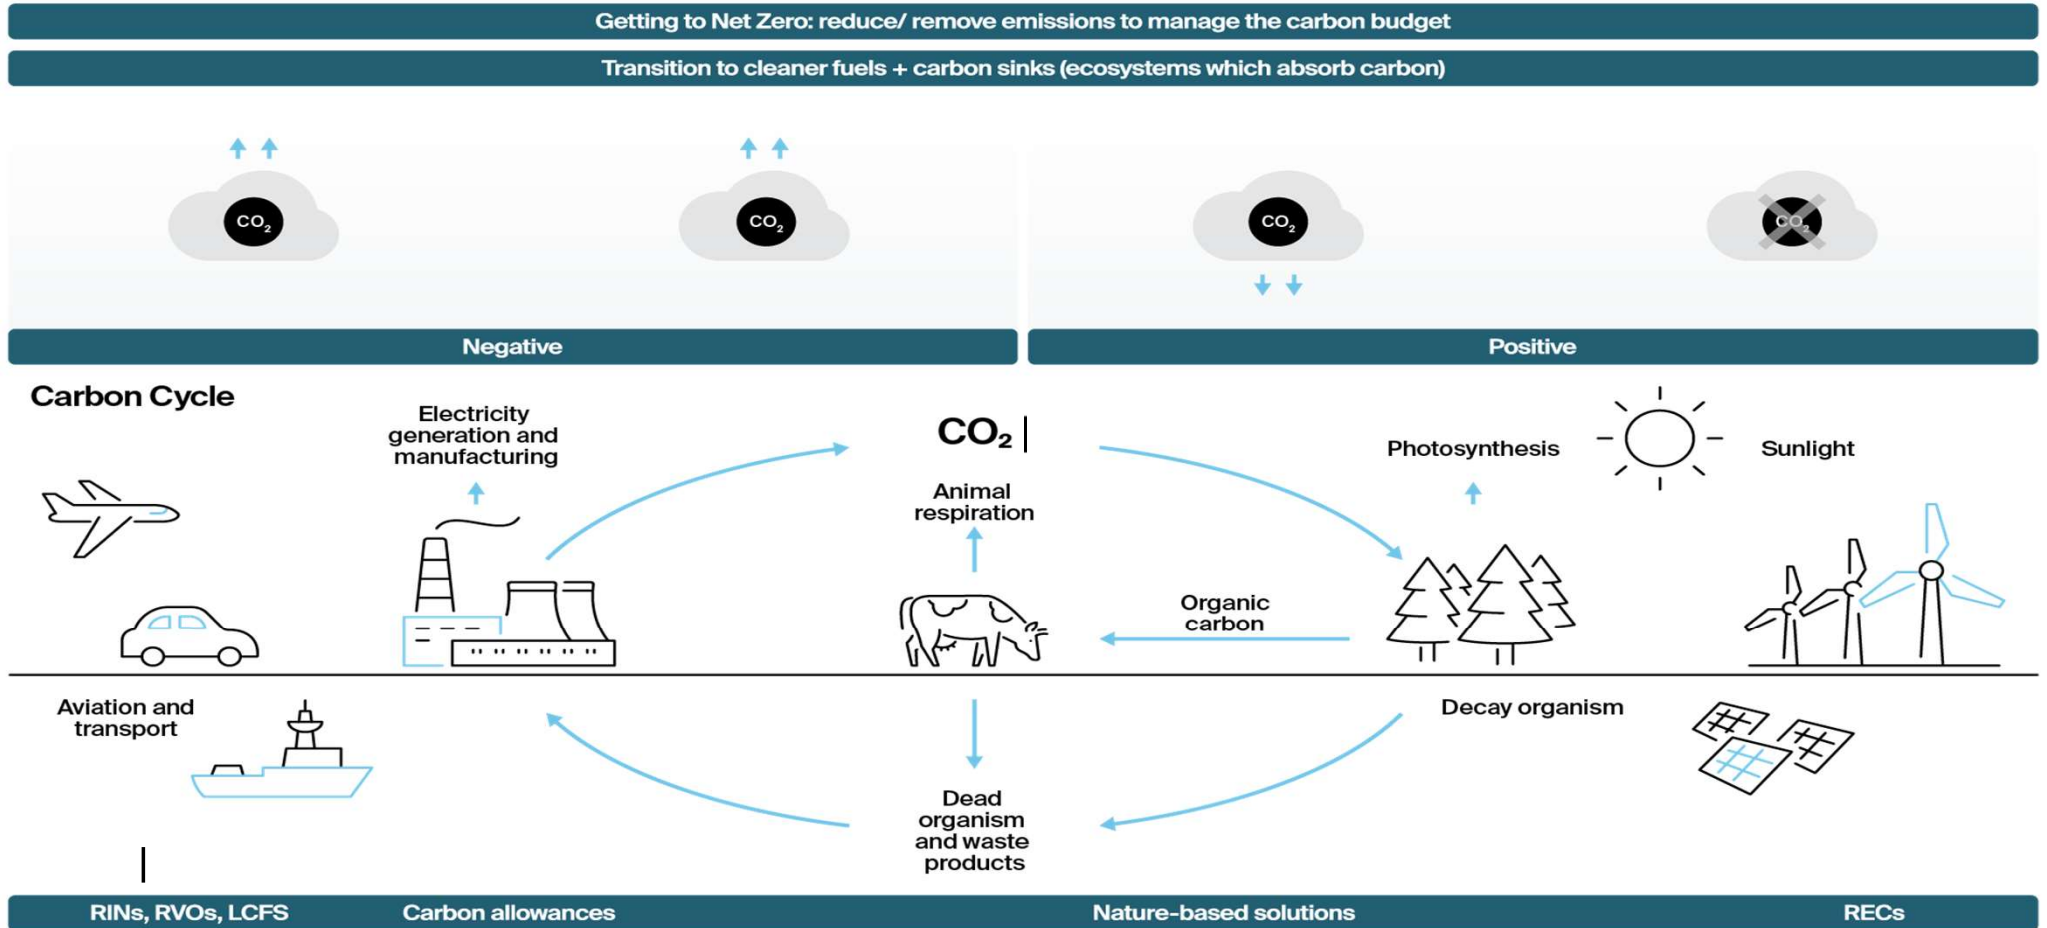 Getting to Net Zero: reduce/ remove emissions to manage the carbon budget
Transition to cleaner fuels + carbon sinks (ecosystems which absorb carbon)
CO₂
CO₂
CO₂
CO₂
Negative
Positive
Carbon Cycle
Electricity
generation and
manufacturing
CO₂
Animal
respiration
Photosynthesis
Sunlight
Organic
carbon
Aviation and
transport
Decay organism
Dead
organism
and waste
products
RINs, RVOs, LCFS
Carbon allowances
Nature-based solutions
RECs